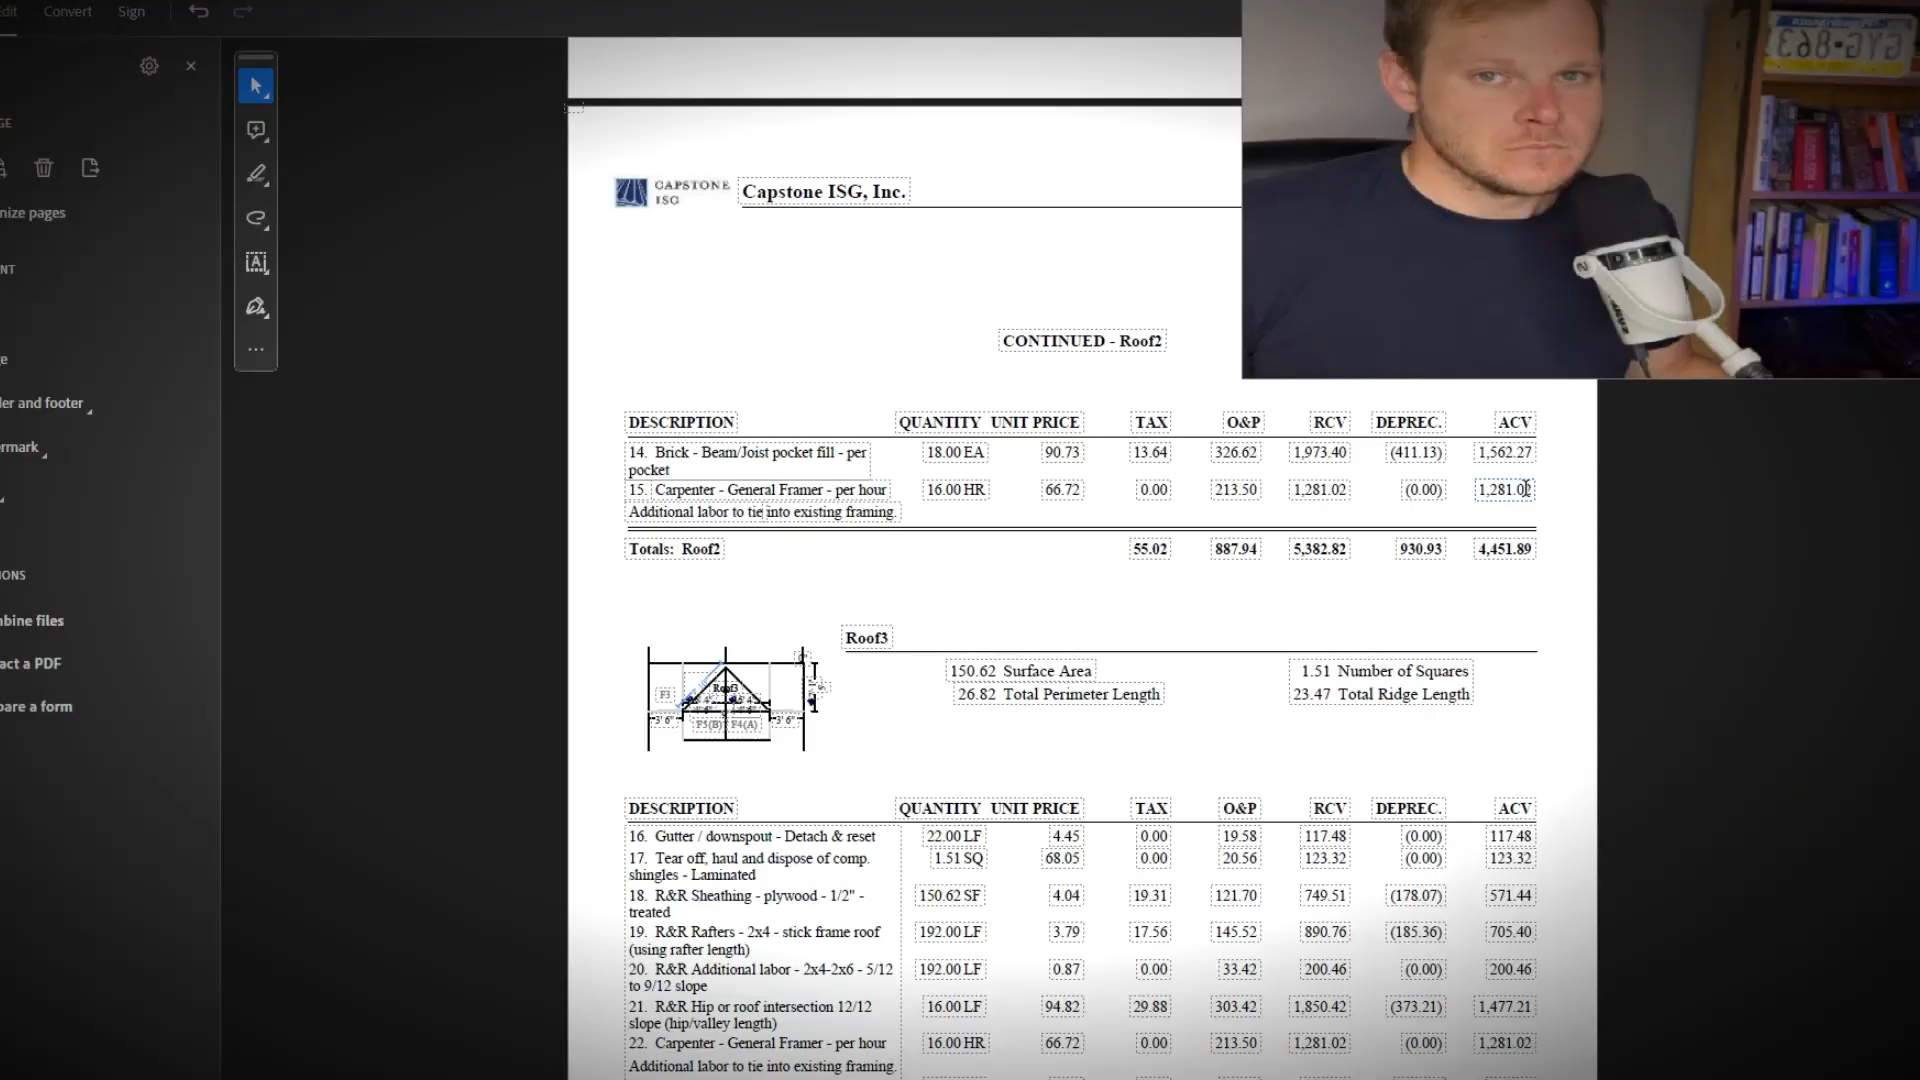 Edit Convert Sign
GE
nize pages
NT
ge
der and footer
rmark
IONS
bine files
act a PDF
pare a form
CAPSTONE
ISG
Capstone ISG, Inc.
CONTINUED - Roof2
DESCRIPTION QUANTITY UNIT PRICE TAX O&P RCV DEPREC. ACV
14. Brick - Beam/Joist pocket fill - per 18.00 EA 90.73 13.64 326.62 1,973.40 (411.13) 1,562.27
pocket
15. Carpenter - General Framer - per hour 16.00 HR 66.72 0.00 213.50 1,281.02 (0.00) 1,281.02
Additional labor to tie into existing framing.
Totals: Roof2 55.02 887.94 5,382.82 930.93 4,451.89
Roof3
150.62 Surface Area 1.51 Number of Squares
26.82 Total Perimeter Length 23.47 Total Ridge Length
Roof3
F3
3' 6" F5(B) F4(A) 3' 6"
DESCRIPTION QUANTITY UNIT PRICE TAX O&P RCV DEPREC. ACV
16. Gutter / downspout - Detach & reset 22.00 LF 4.45 0.00 19.58 117.48 (0.00) 117.48
17. Tear off, haul and dispose of comp. 1.51 SQ 68.05 0.00 20.56 123.32 (0.00) 123.32
shingles - Laminated
18. R&R Sheathing - plywood - 1/2" - 150.62 SF 4.04 19.31 121.70 749.51 (178.07) 571.44
treated
19. R&R Rafters - 2x4 - stick frame roof 192.00 LF 3.79 17.56 145.52 890.76 (185.36) 705.40
(using rafter length)
20. R&R Additional labor - 2x4-2x6 - 5/12 192.00 LF 0.87 0.00 33.42 200.46 (0.00) 200.46
to 9/12 slope
21. R&R Hip or roof intersection 12/12 16.00 LF 94.82 29.88 303.42 1,850.42 (373.21) 1,477.21
slope (hip/valley length)
22. Carpenter - General Framer - per hour 16.00 HR 66.72 0.00 213.50 1,281.02 (0.00) 1,281.02
Additional labor to tie into existing framing.